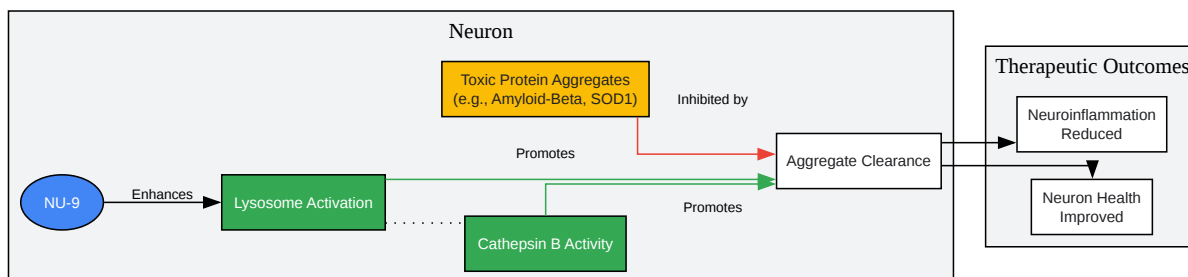 Neuron
Toxic Protein Aggregates
(e.g., Amyloid-Beta, SOD1)
Inhibited by
Therapeutic Outcomes
Neuroinflammation
Reduced
Promotes
Aggregate Clearance
NU-9
Enhances
Lysosome Activation
Promotes
Neuron Health
Improved
Cathepsin B Activity